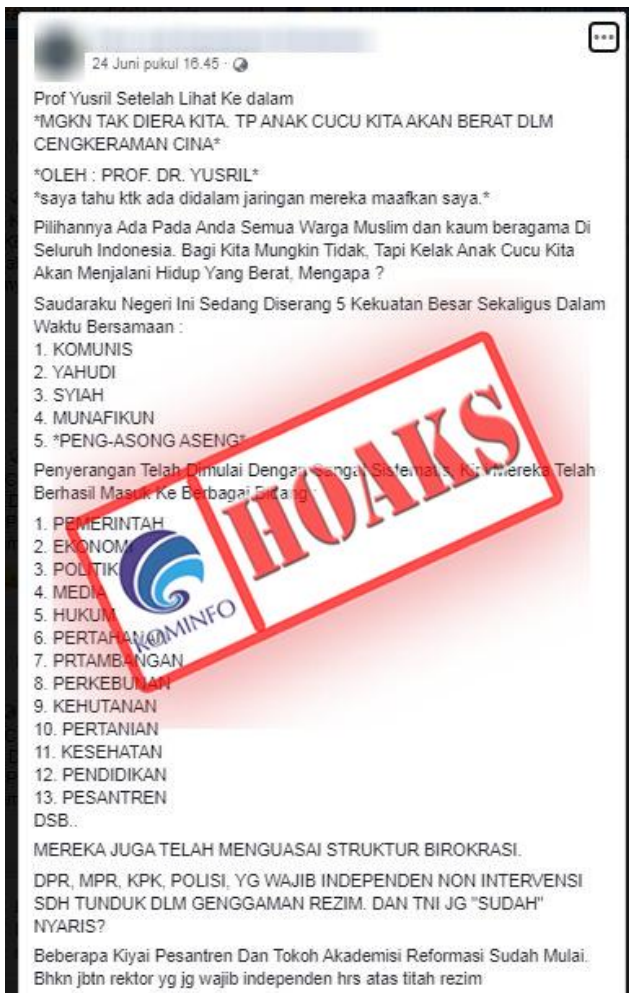 24 Juni pukul 16.45 ·
Prof Yusril Setelah Lihat Ke dalam
*MGKN TAK DIERA KITA. TP ANAK CUCU KITA AKAN BERAT DLM
CENGKERAMAN CINA*
*OLEH : PROF. DR. YUSRIL*
*saya tahu ktk ada didalam jaringan mereka maafkan saya.*
Pilihannya Ada Pada Anda Semua Warga Muslim dan kaum beragama Di
Seluruh Indonesia. Bagi Kita Mungkin Tidak, Tapi Kelak Anak Cucu Kita
Akan Menjalani Hidup Yang Berat, Mengapa ?
Saudaraku Negeri Ini Sedang Diserang 5 Kekuatan Besar Sekaligus Dalam
Waktu Bersamaan :
1. KOMUNIS
2. YAHUDI
3. SYIAH
4. MUNAFIKUN
5. *PENG-ASONG ASENG*
Penyerangan Telah Dimulai Dengan Sangat Sistematis, Kini Mereka Telah
Berhasil Masuk Ke Berbagai Bidang :
1. PEMERINTAH
2. EKONOMI
3. POLITIK
4. MEDIA
5. HUKUM
6. PERTAHANAN
7. PRTAMBANGAN
8. PERKEBUNAN
9. KEHUTANAN
10. PERTANIAN
11. KESEHATAN
12. PENDIDIKAN
13. PESANTREN
DSB..
KOMINFO
HOAKS
MEREKA JUGA TELAH MENGUASAI STRUKTUR BIROKRASI.
DPR, MPR, KPK, POLISI, YG WAJIB INDEPENDEN NON INTERVENSI
SDH TUNDUK DLM GENGGAMAN REZIM. DAN TNI JG "SUDAH"
NYARIS?
Beberapa Kiyai Pesantren Dan Tokoh Akademisi Reformasi Sudah Mulai.
Bhkn jbtn rektor yg jg wajib independen hrs atas titah rezim